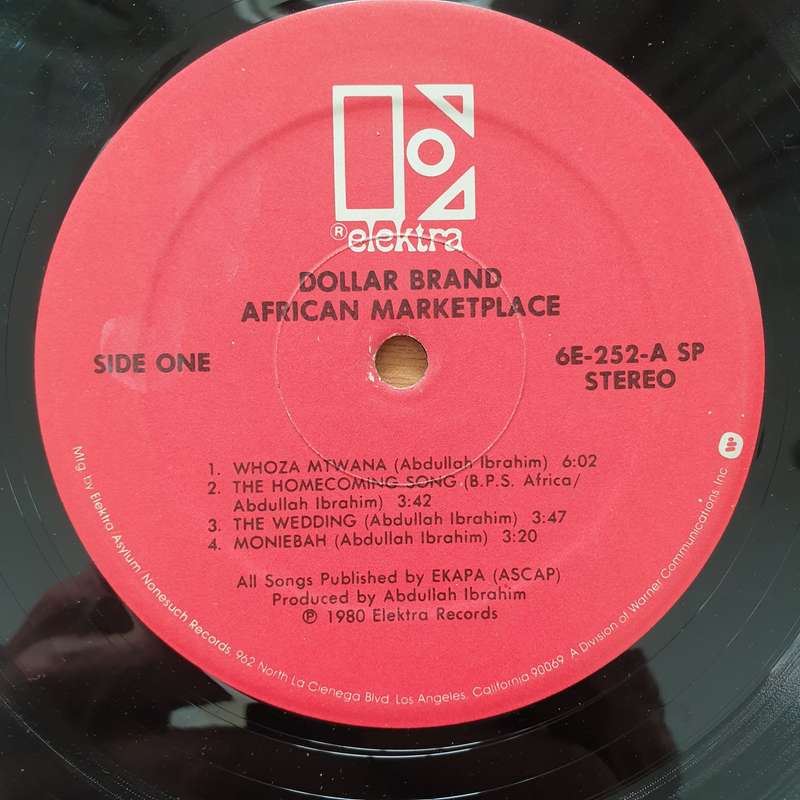 ® elektra
DOLLAR BRAND
AFRICAN MARKETPLACE
SIDE ONE
6E-252-A SP
STEREO
1. WHOZA MTWANA (Abdullah Ibrahim) 6:02
2. THE HOMECOMING SONG (B.P.S. Africa/
Abdullah Ibrahim) 3:42
3. THE WEDDING (Abdullah Ibrahim) 3:47
4. MONIEBAH (Abdullah Ibrahim) 3:20
All Songs Published by EKAPA (ASCAP)
Produced by Abdullah Ibrahim
℗ 1980 Elektra Records
Mfg. by Elektra Asylum Nonesuch Records, 962 North La Cienega Blvd. Los Angeles, California 90069 A Division of Warner Communications, Inc.